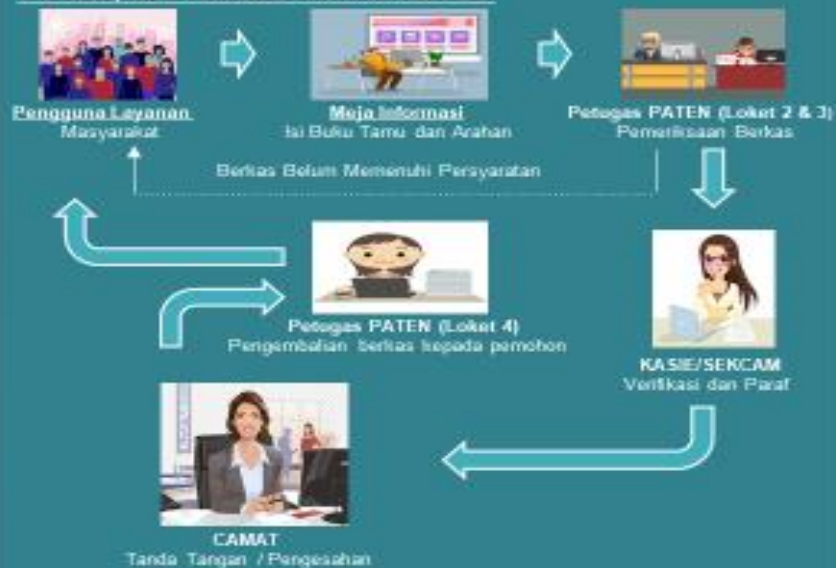 Pengguna Layanan
Masyarakat
Meja Informasi
Isi Buku Tamu dan Arahan
Petugas PATEN (Loket 2 & 3)
Pemeriksaan Berkas
Berkas Belum Memenuhi Persyaratan
KASIE/SEKCAM
Verifikasi dan Paraf
CAMAT
Tanda Tangan / Pengesahan
Petugas PATEN (Loket 4)
Pengembalian berkas kepada pemohon